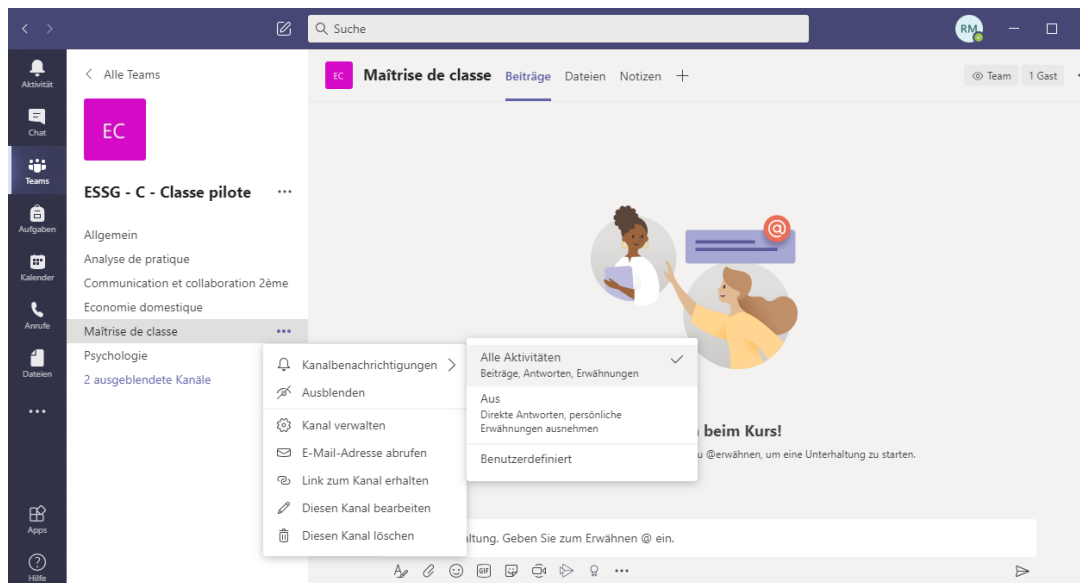 Suche
RM
Aktivität
Chat
Teams
Aufgaben
Kalender
Anrufe
Dateien
Apps
Hilfe
Alle Teams
EC
ESSG - C - Classe pilote
Allgemein
Analyse de pratique
Communication et collaboration 2ème
Economie domestique
Maîtrise de classe
Psychologie
2 ausgeblendete Kanäle
EC Maîtrise de classe Beiträge Dateien Notizen
Team 1 Gast
@
Kanalbenachrichtigungen
Ausblenden
Kanal verwalten
E-Mail-Adresse abrufen
Link zum Kanal erhalten
Diesen Kanal bearbeiten
Diesen Kanal löschen
Alle Aktivitäten
Beiträge, Antworten, Erwähnungen
Aus
Direkte Antworten, persönliche
Erwähnungen ausnehmen
Benutzerdefiniert
beim Kurs!
@erwähnen, um eine Unterhaltung zu starten.
Geben Sie zum Erwähnen @ ein.
GIF